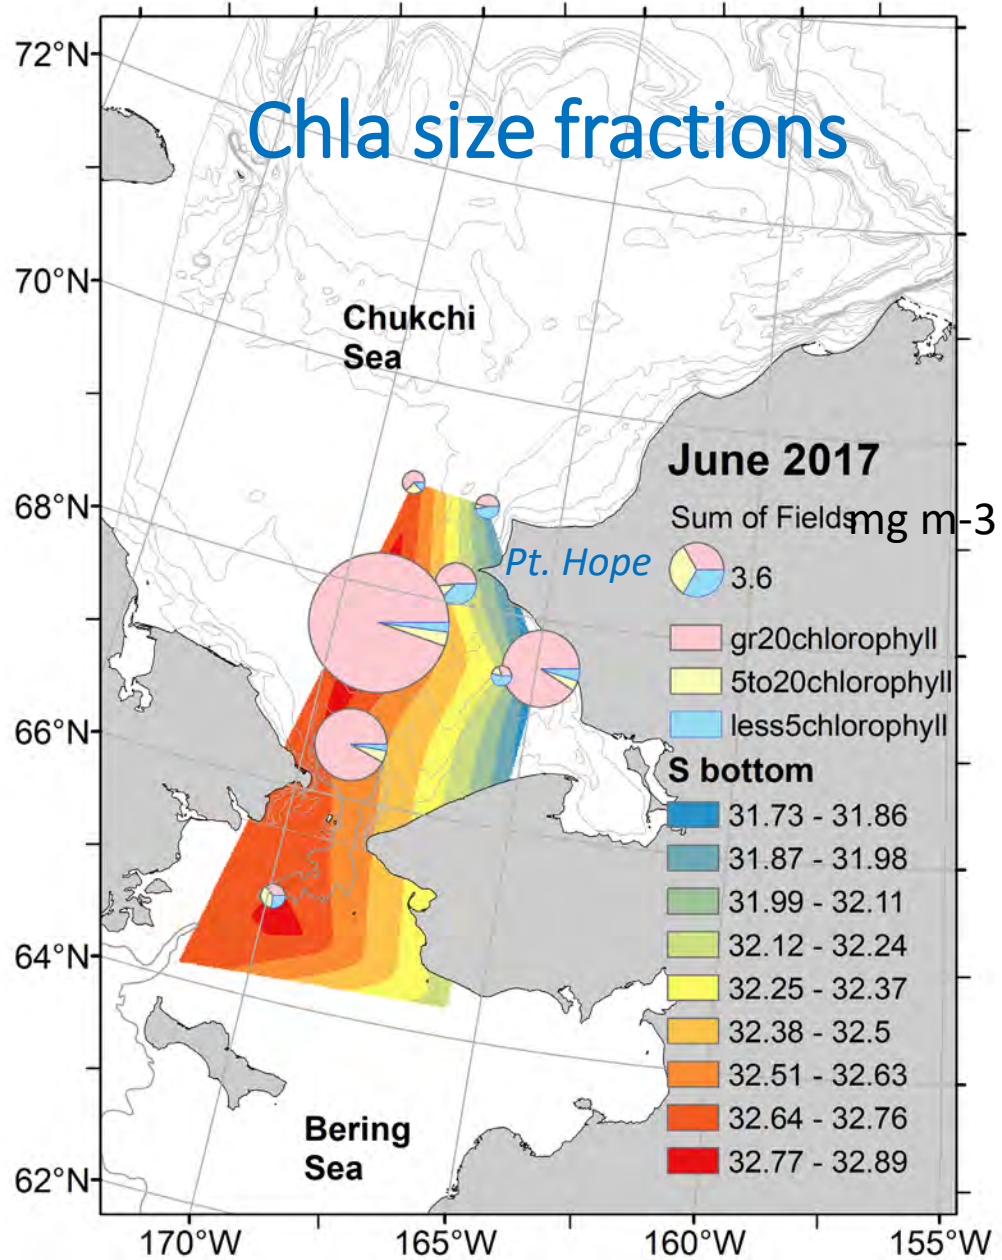 Chla size fractions
72°N
70°N
68°N
66°N
64°N
62°N
Chukchi
Sea
Pt. Hope
June 2017
Sum of Fields mg m-3
3.6
gr20chlorophyll
5to20chlorophyll
less5chlorophyll
S bottom
31.73 - 31.86
31.87 - 31.98
31.99 - 32.11
32.12 - 32.24
32.25 - 32.37
32.38 - 32.5
32.51 - 32.63
32.64 - 32.76
32.77 - 32.89
Bering
Sea
170°W 165°W 160°W 155°W